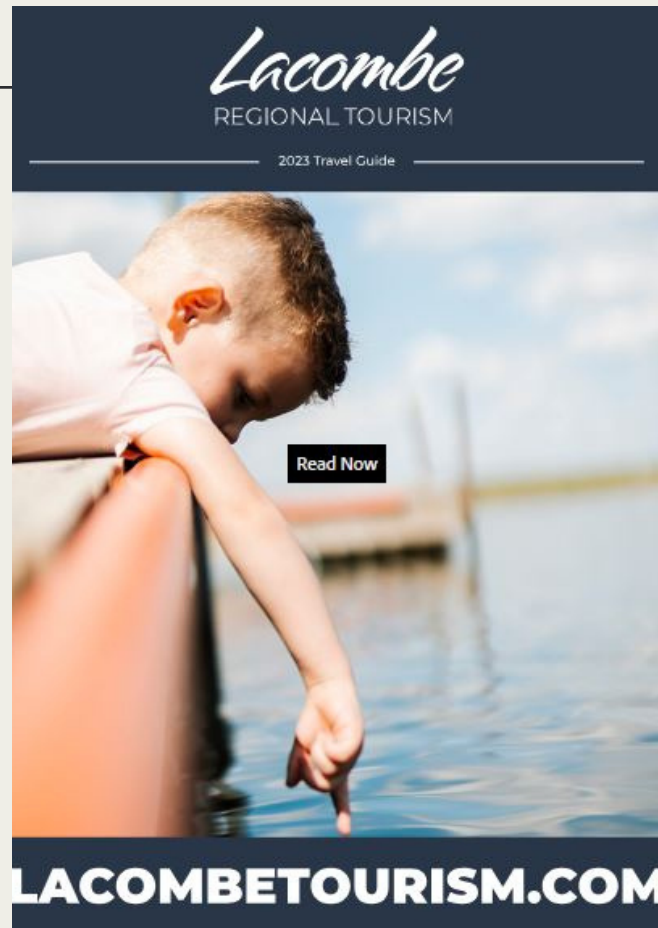 Lacombe
REGIONAL TOURISM
2023 Travel Guide
Read Now
LACOMBETOURISM.COM